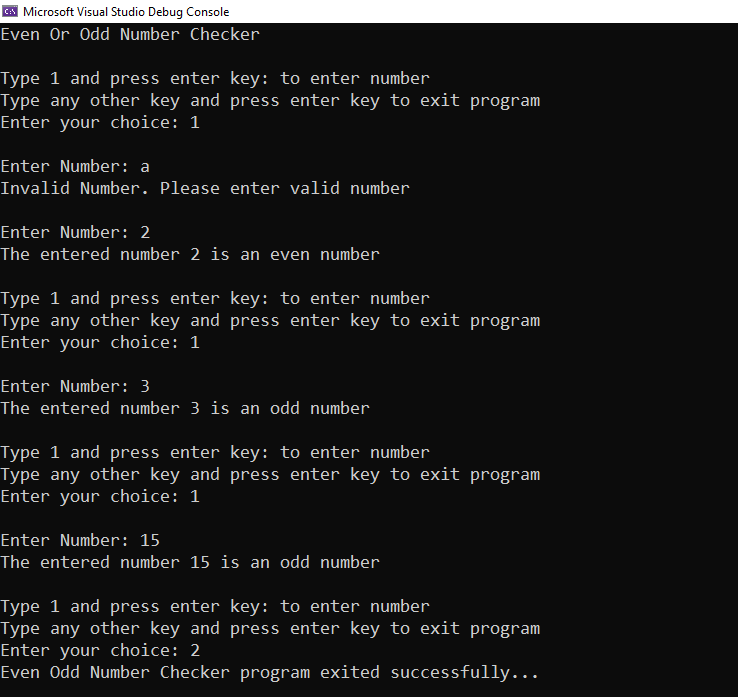 Microsoft Visual Studio Debug Console
Even Or Odd Number Checker
Type 1 and press enter key: to enter number
Type any other key and press enter key to exit program
Enter your choice: 1
Enter Number: a
Invalid Number. Please enter valid number
Enter Number: 2
The entered number 2 is an even number
Type 1 and press enter key: to enter number
Type any other key and press enter key to exit program
Enter your choice: 1
Enter Number: 3
The entered number 3 is an odd number
Type 1 and press enter key: to enter number
Type any other key and press enter key to exit program
Enter your choice: 1
Enter Number: 15
The entered number 15 is an odd number
Type 1 and press enter key: to enter number
Type any other key and press enter key to exit program
Enter your choice: 2
Even Odd Number Checker program exited successfully...